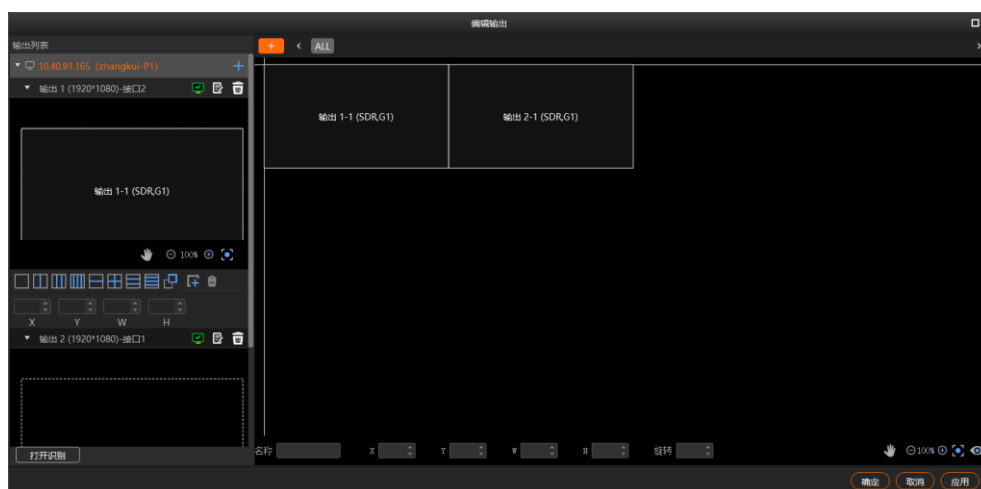 编辑输出
输出列表
+ < ALL >
10.40.91.165 (zhangkui-P1) +
输出 1 (1920*1080)-接口2
输出 1-1 (SDR,G1)
100%
X Y W H
输出 2 (1920*1080)-接口1
打开识别
输出 1-1 (SDR,G1)
输出 2-1 (SDR,G1)
名称 X Y W H 旋转
100%
确定 取消 应用